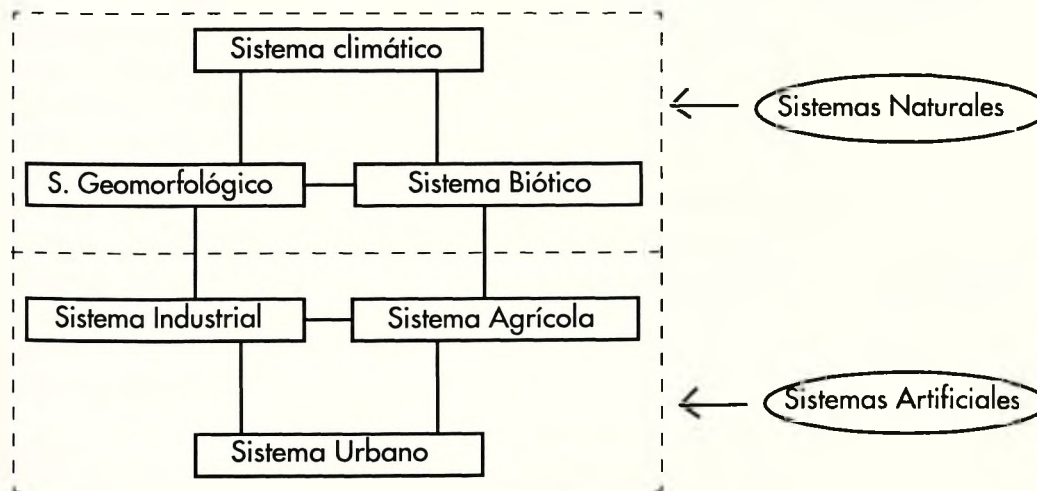 Sistema climático
Sistemas Naturales
S. Geomorfológico
Sistema Biótico
Sistema Industrial
Sistema Agrícola
Sistemas Artificiales
Sistema Urbano